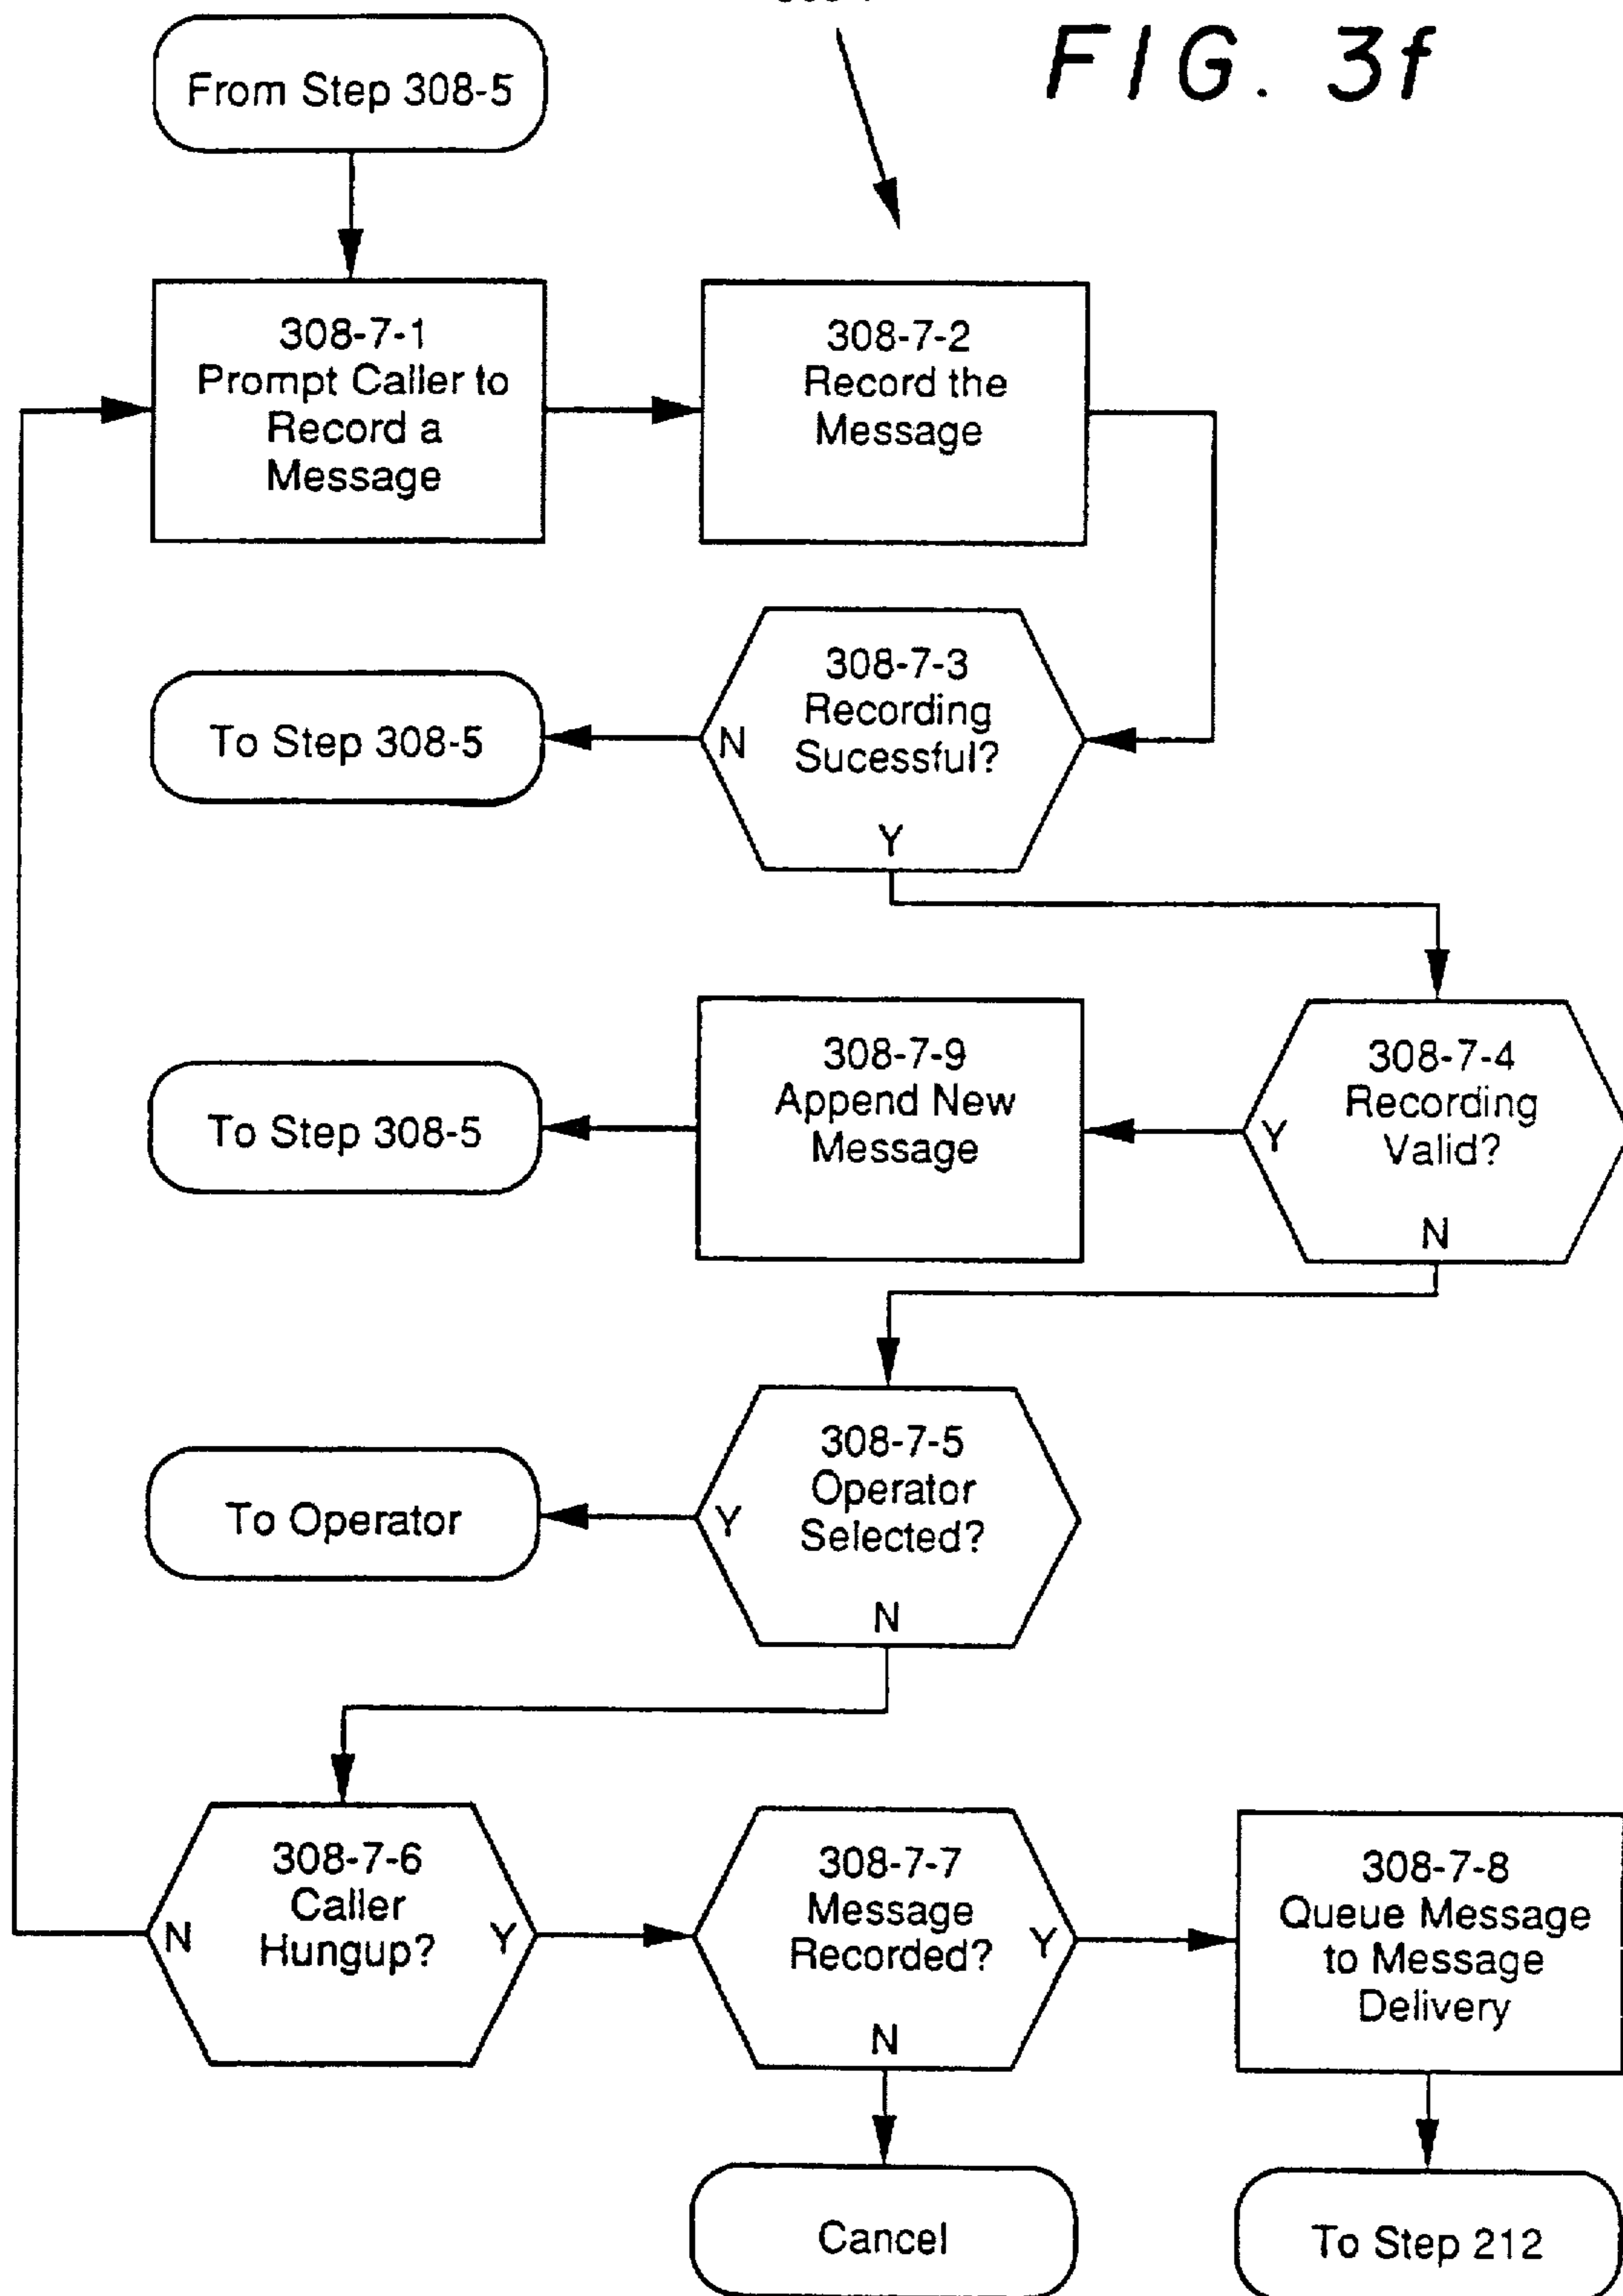 FIG. 3f
From Step 308-5
308-7-1
Prompt Caller to
Record a
Message
308-7-2
Record the
Message
308-7-3
Recording
Sucessful?
N
Y
To Step 308-5
308-7-4
Recording
Valid?
Y
N
308-7-9
Append New
Message
To Step 308-5
308-7-5
Operator
Selected?
Y
N
To Operator
308-7-6
Caller
Hungup?
N
Y
308-7-7
Message
Recorded?
Y
N
308-7-8
Queue Message
to Message
Delivery
Cancel
To Step 212